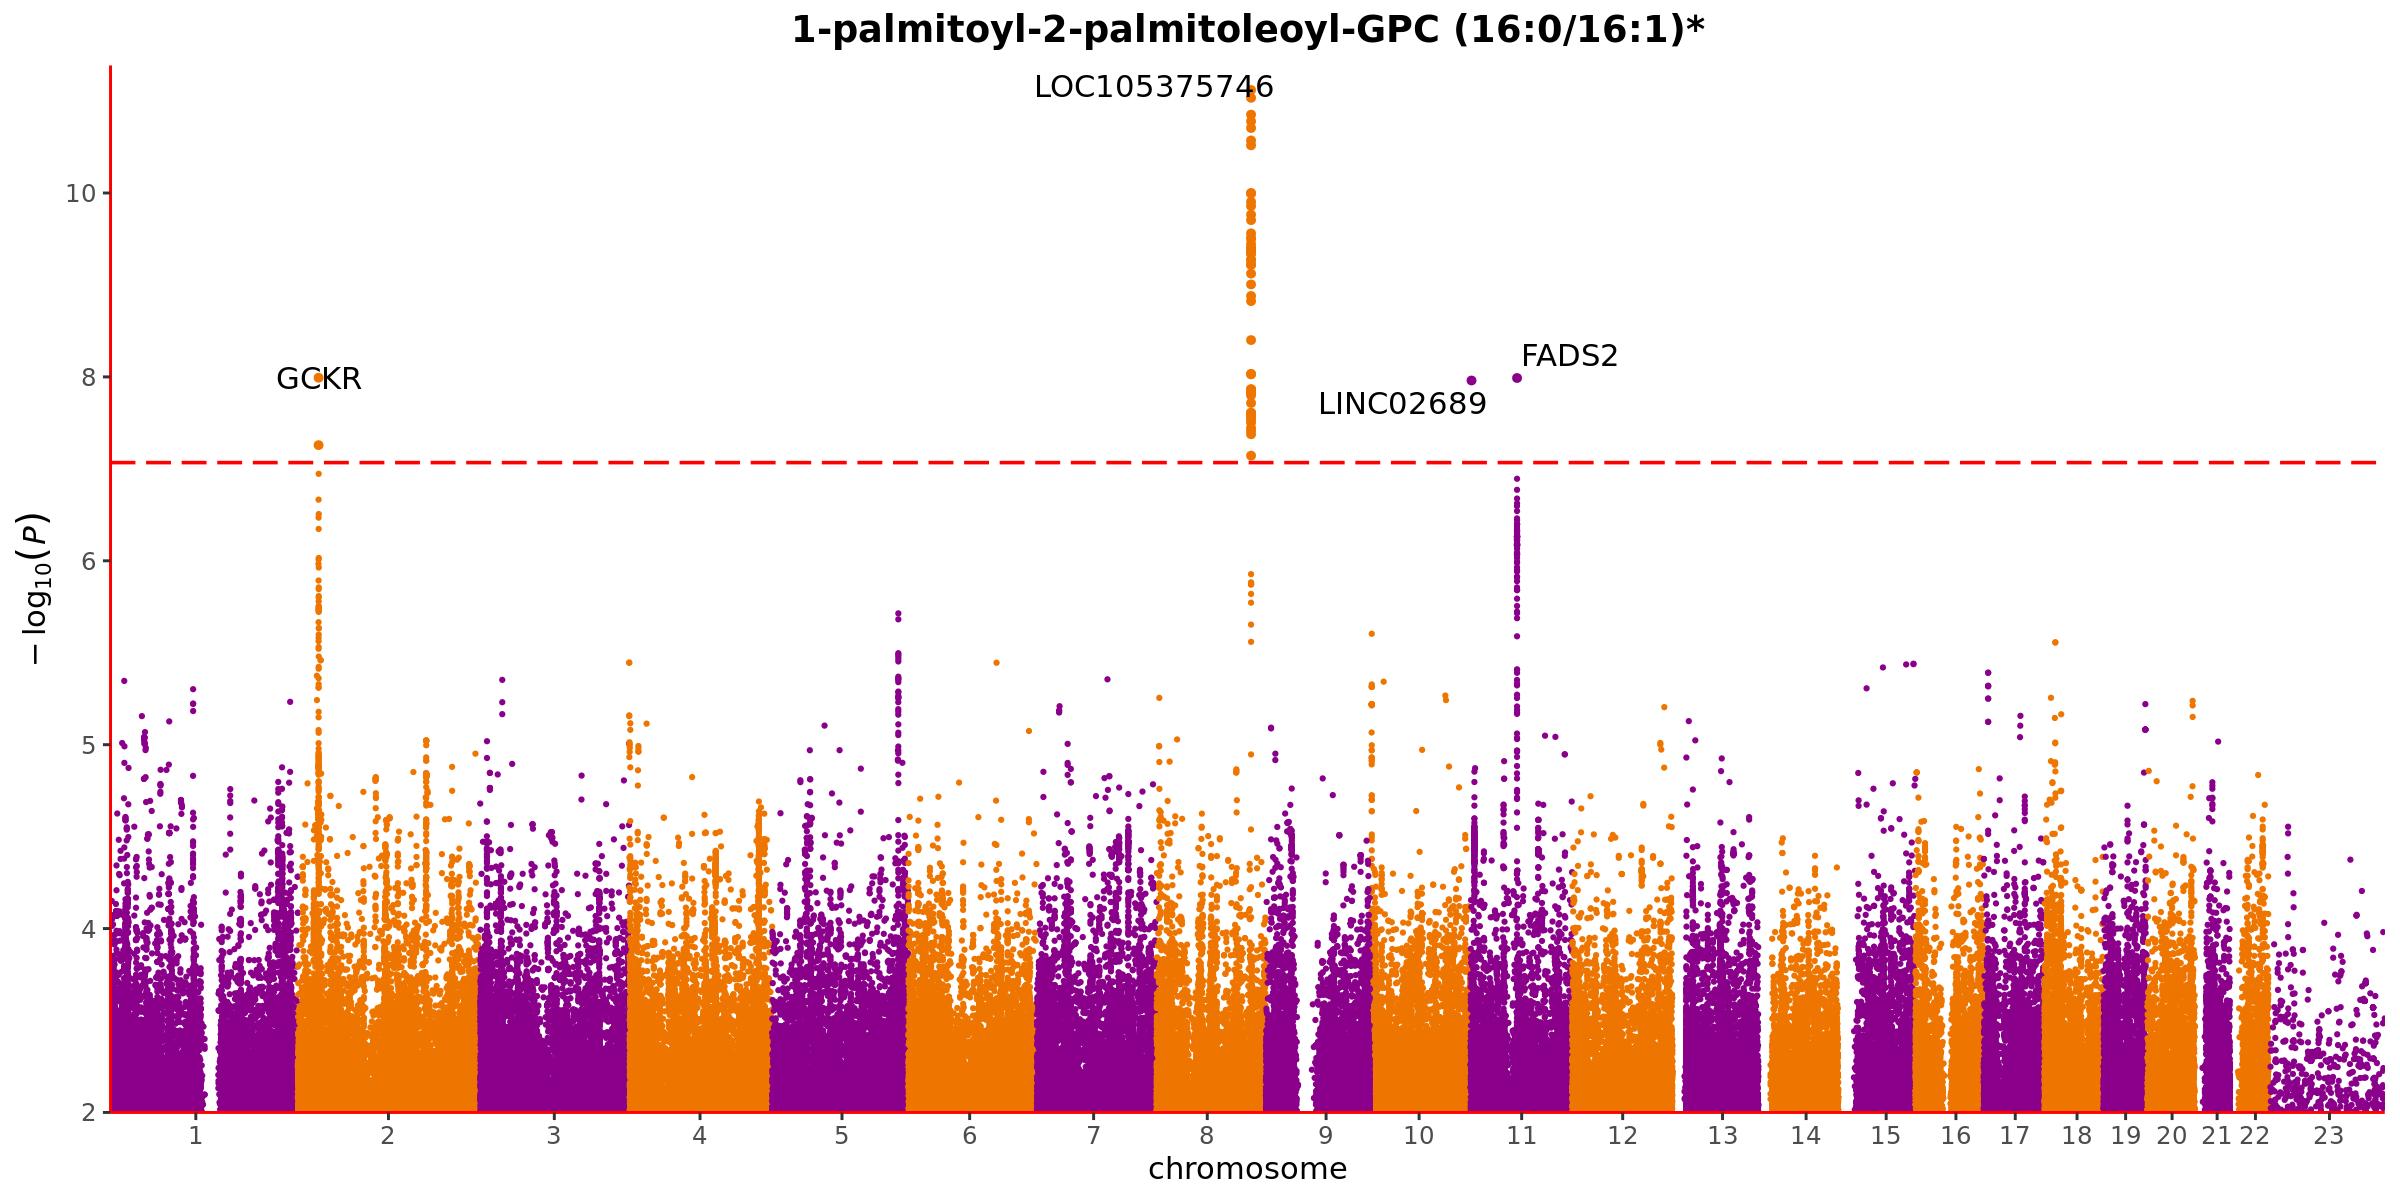 1-palmitoyl-2-palmitoleoyl-GPC (16:0/16:1)*
LOC105375746
10
FADS2
8
GCKR
LINC02689
6
− log10(P)
5
4
2
1 2 3 4 5 6 7 8 9 10 11 12 13 14 15 16 17 18 19 20 21 22 23
chromosome